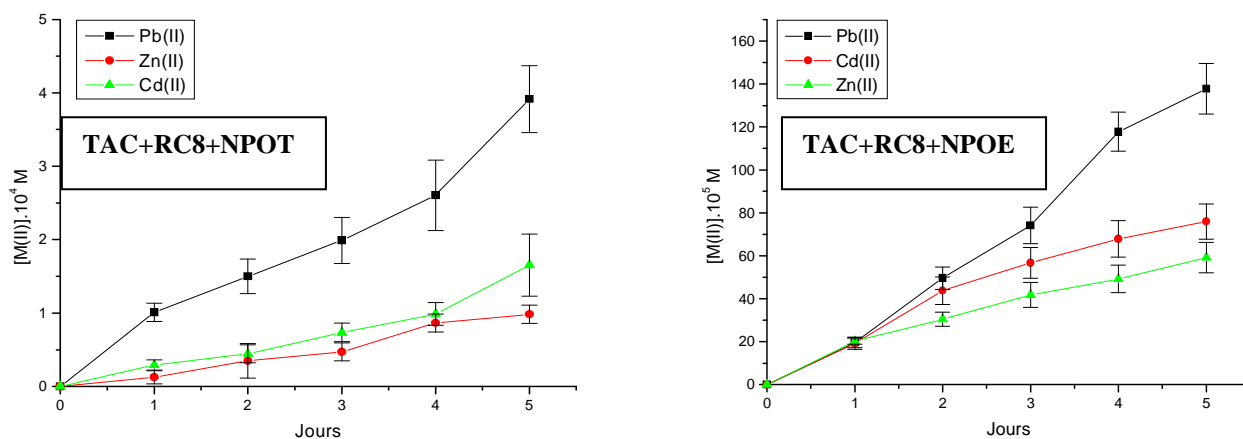 5
4
3
2
1
0
[M(II)].10⁴ M
Pb(II)
Zn(II)
Cd(II)
TAC+RC8+NPOT
0 1 2 3 4 5
Jours
160
140
120
100
80
60
40
20
0
[M(II)].10⁵ M
Pb(II)
Cd(II)
Zn(II)
TAC+RC8+NPOE
0 1 2 3 4 5
Jours